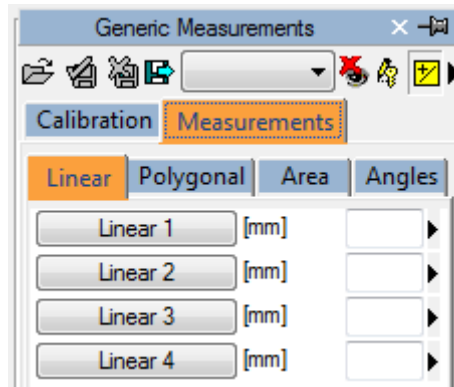 Generic Measurements
Calibration Measurements
Linear Polygonal Area Angles
Linear 1 [mm]
Linear 2 [mm]
Linear 3 [mm]
Linear 4 [mm]